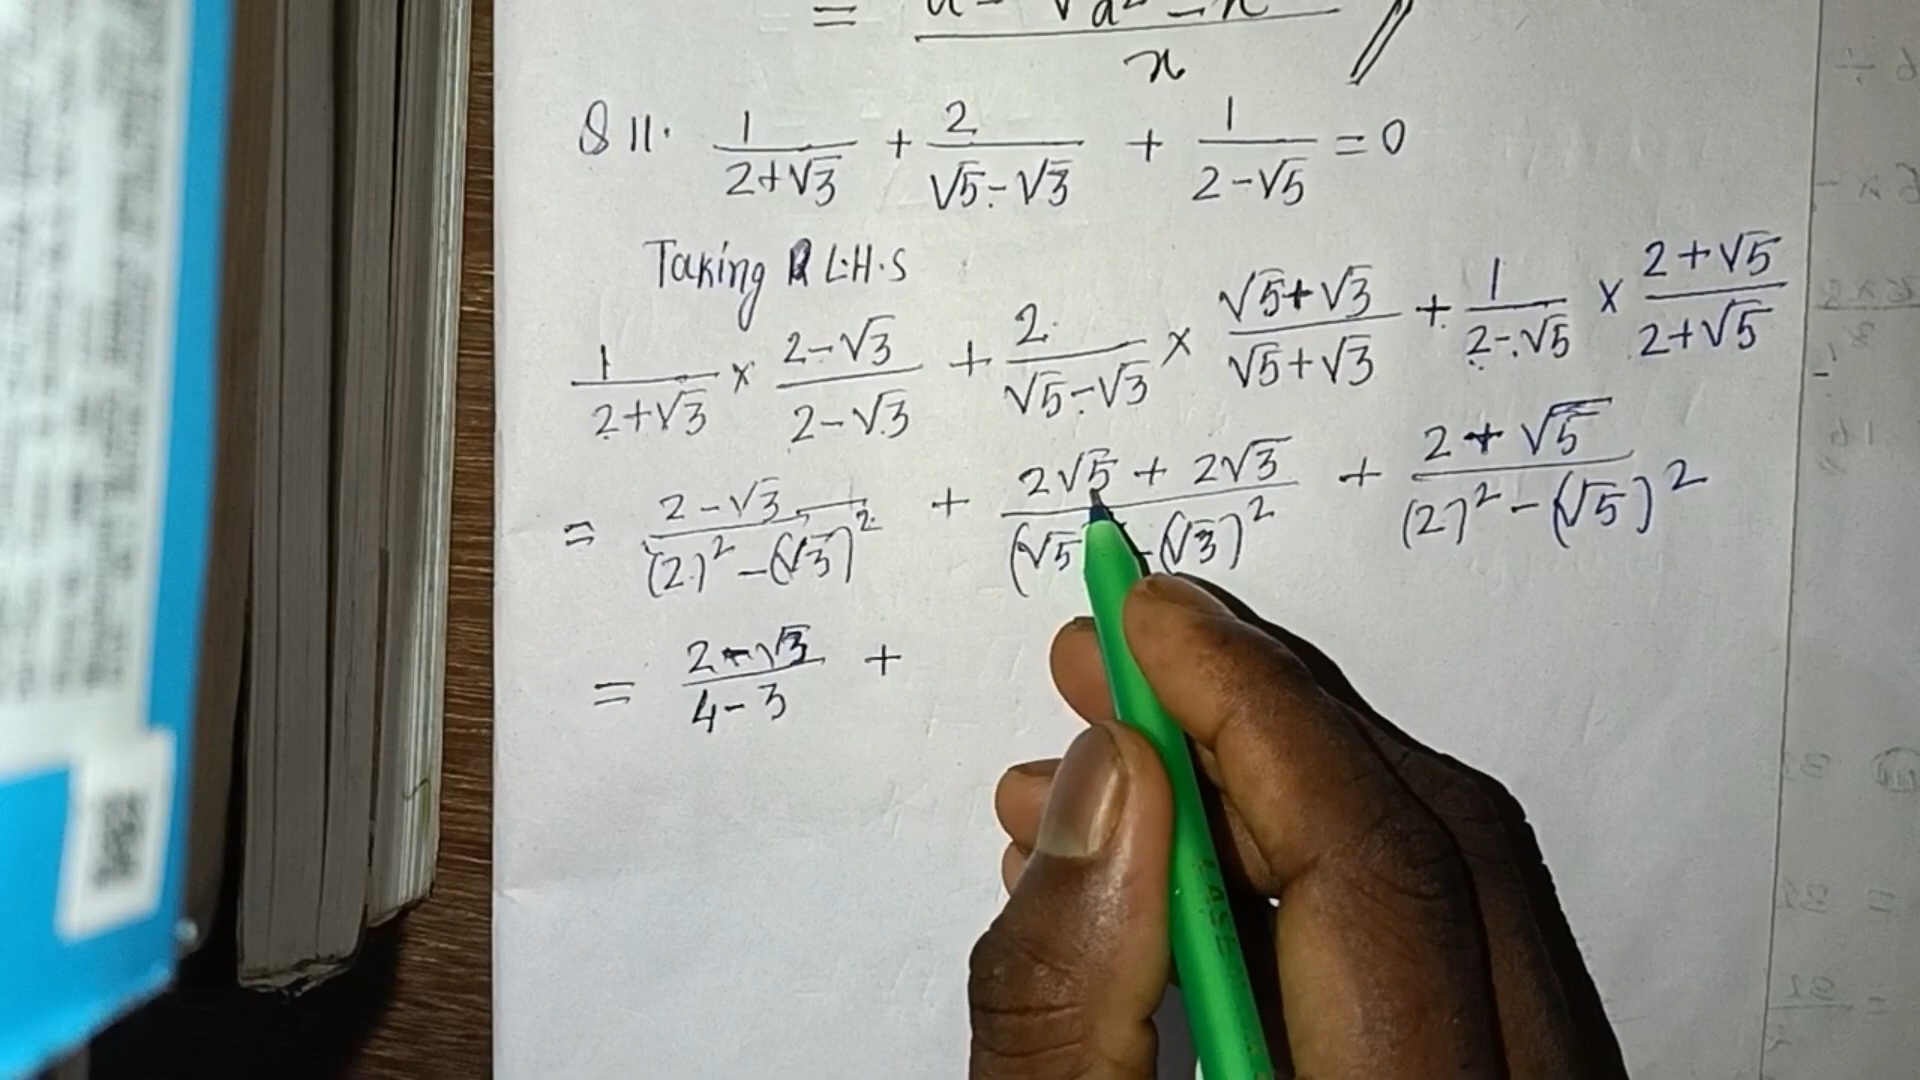 = a - √a² - x / x
Q 11. 1/(2+√3) + 2/(√5-√3) + 1/(2-√5) = 0
Taking L.H.S
1/(2+√3) × (2-√3)/(2-√3) + 2/(√5-√3) × (√5+√3)/(√5+√3) + 1/(2-√5) × (2+√5)/(2+√5)
= (2-√3)/((2)²-(√3)²) + (2√5+2√3)/((√5 -(√3)²) + (2+√5)/((2)²-(√5)²)
= (2-√3)/(4-3) +
LASE